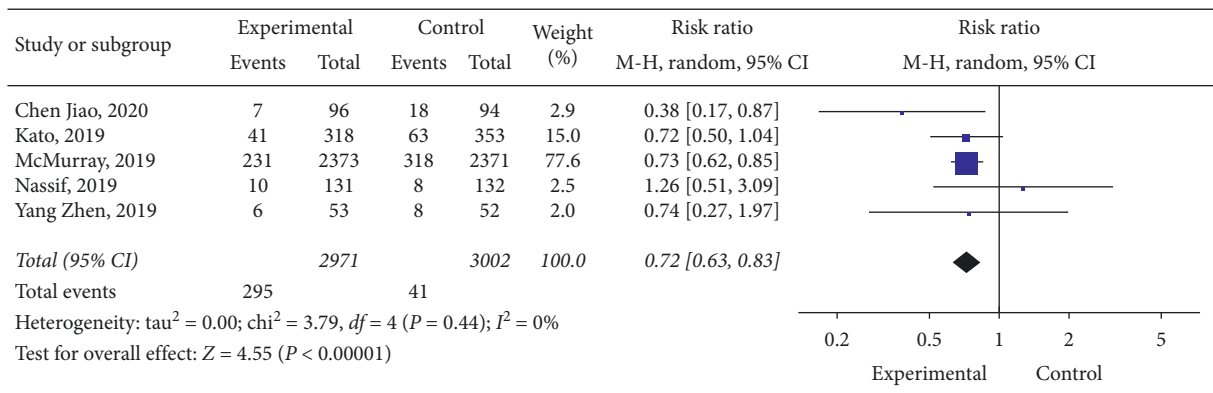 Study or subgroup Experimental Control Weight (%) Risk ratio Risk ratio
Events Total Events Total M-H, random, 95% CI M-H, random, 95% CI
Chen Jiao, 2020 7 96 18 94 2.9 0.38 [0.17, 0.87]
Kato, 2019 41 318 63 353 15.0 0.72 [0.50, 1.04]
McMurray, 2019 231 2373 318 2371 77.6 0.73 [0.62, 0.85]
Nassif, 2019 10 131 8 132 2.5 1.26 [0.51, 3.09]
Yang Zhen, 2019 6 53 8 52 2.0 0.74 [0.27, 1.97]
Total (95% CI) 2971 3002 100.0 0.72 [0.63, 0.83]
Total events 295 41
Heterogeneity: tau² = 0.00; chi² = 3.79, df = 4 (P = 0.44); I² = 0%
Test for overall effect: Z = 4.55 (P < 0.00001)
0.2 0.5 1 2 5
Experimental Control